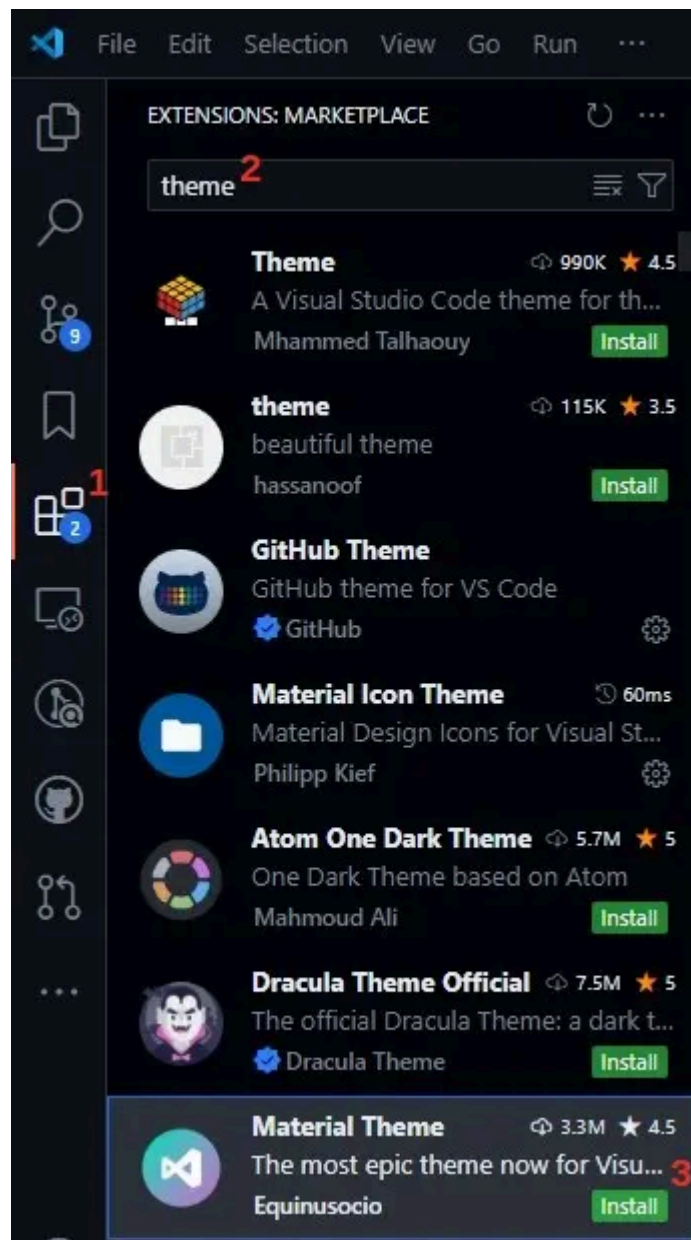 File Edit Selection View Go Run ...
EXTENSIONS: MARKETPLACE ...
theme 2
Theme 990K ★ 4.5
A Visual Studio Code theme for th...
Mhammed Talhaouy Install
9
theme 115K ★ 3.5
beautiful theme
hassanoof Install
1
2
GitHub Theme
GitHub theme for VS Code
GitHub
Material Icon Theme 60ms
Material Design Icons for Visual St...
Philipp Kief
Atom One Dark Theme 5.7M ★ 5
One Dark Theme based on Atom
Mahmoud Ali Install
...
Dracula Theme Official 7.5M ★ 5
The official Dracula Theme: a dark t...
Dracula Theme Install
Material Theme 3.3M ★ 4.5
The most epic theme now for Visu... 3
Equinusocio Install